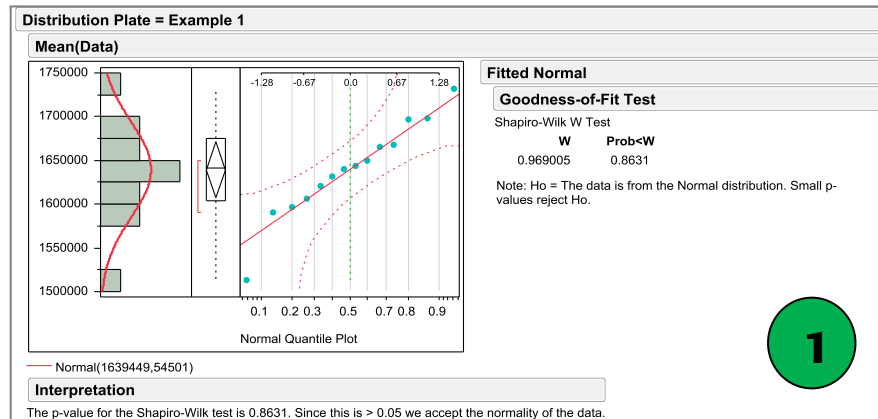 Distribution Plate = Example 1
Mean(Data)
1750000
1700000
1650000
1600000
1550000
1500000
-1.28 -0.67 0.0 0.67 1.28
0.1 0.2 0.3 0.5 0.7 0.8 0.9
Normal Quantile Plot
Normal(1639449,54501)
Fitted Normal
Goodness-of-Fit Test
Shapiro-Wilk W Test
W Prob<W
0.969005 0.8631
Note: Ho = The data is from the Normal distribution. Small p-
values reject Ho.
1
Interpretation
The p-value for the Shapiro-Wilk test is 0.8631. Since this is > 0.05 we accept the normality of the data.